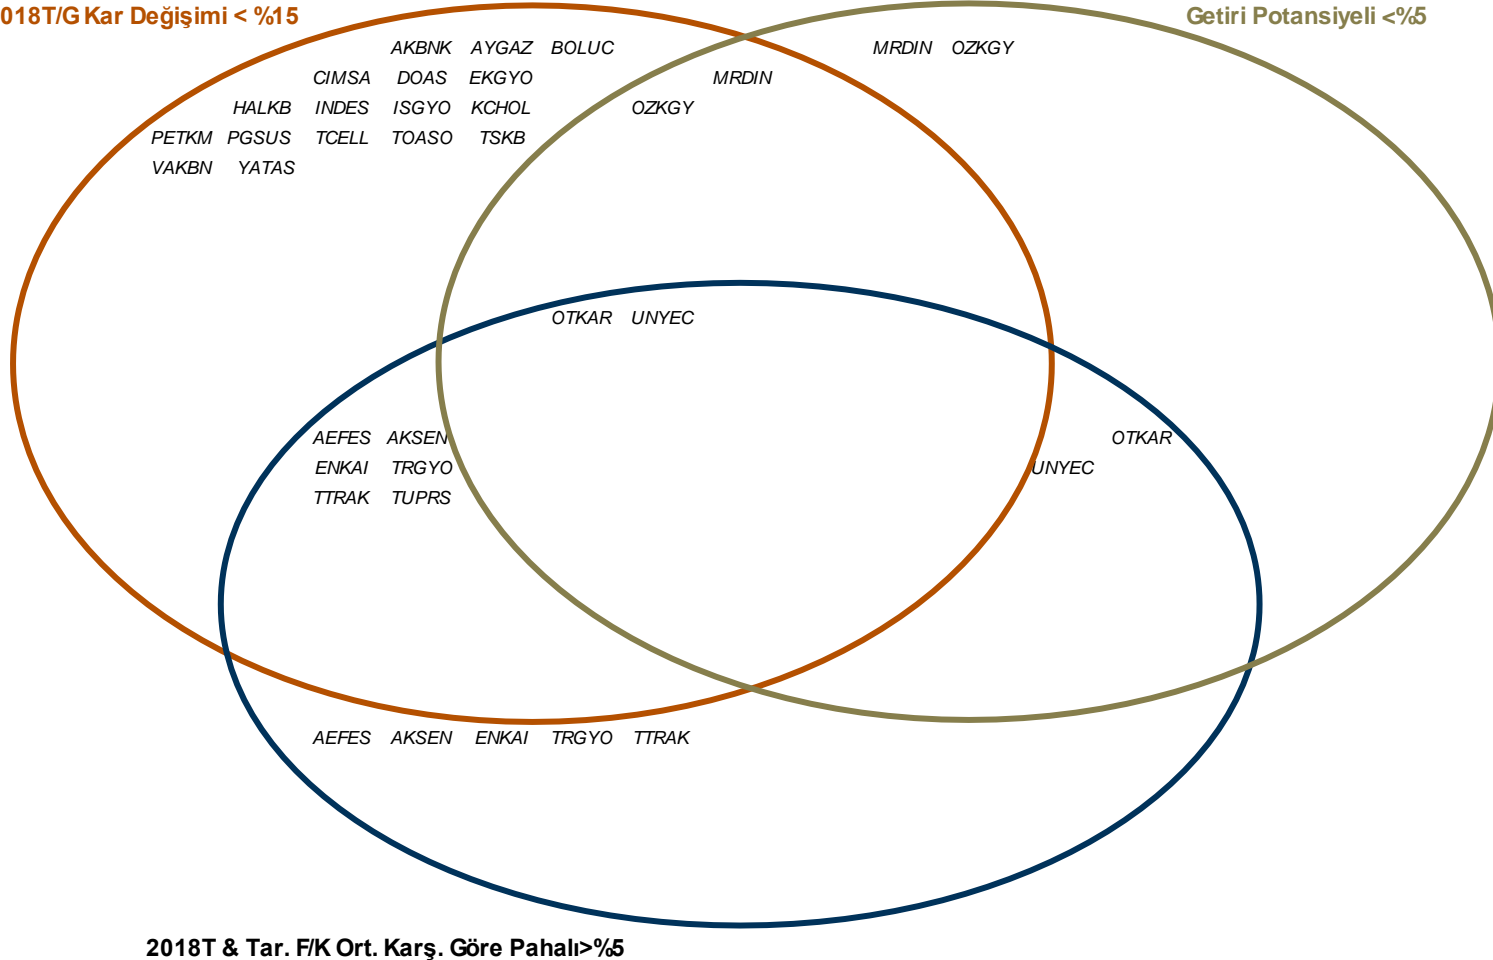 018T/G Kar Değişimi < %15 Getiri Potansiyeli <%5
AKBNK AYGAZ BOLUC MRDIN OZKGY
CIMSA DOAS EKGYO MRDIN
HALKB INDES ISGYO KCHOL OZKGY
PETKM PGSUS TCELL TOASO TSKB
VAKBN YATAS
OTKAR UNYEC
AEFES AKSEN OTKAR
ENKAI TRGYO UNYEC
TTRAK TUPRS
AEFES AKSEN ENKAI TRGYO TTRAK
2018T & Tar. F/K Ort. Karş. Göre Pahalı>%5